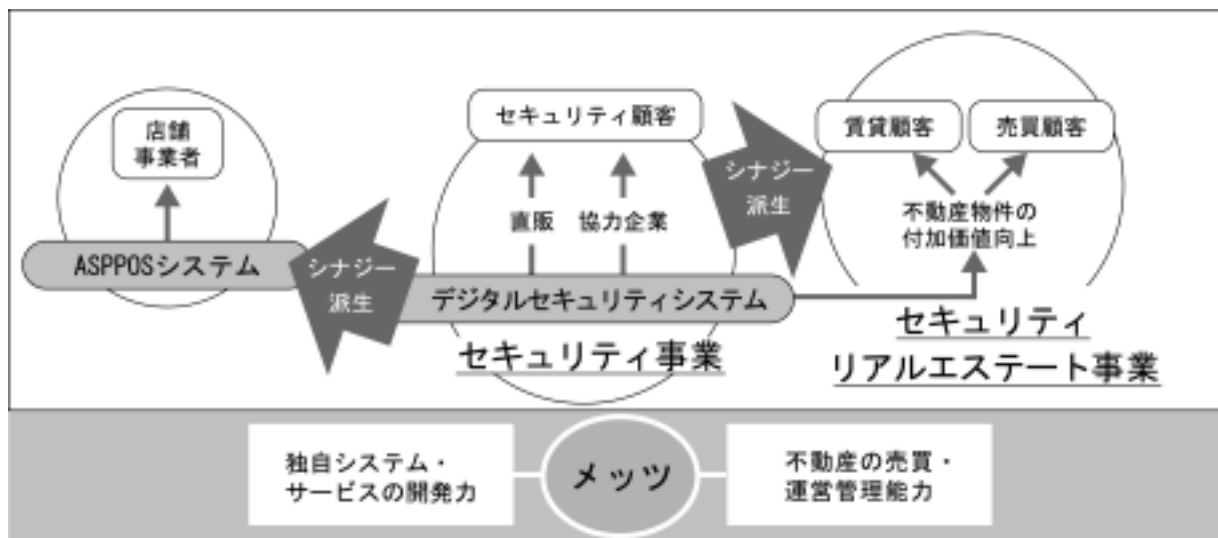 店舗
事業者
ASPPOSシステム
シナジー
派生
セキュリティ顧客
直販
協力企業
デジタルセキュリティシステム
セキュリティ事業
シナジー
派生
賃貸顧客
売買顧客
不動産物件の
付加価値向上
セキュリティ
リアルエステート事業
独自システム・
サービスの開発力
メッツ
不動産の売買・
運営管理能力